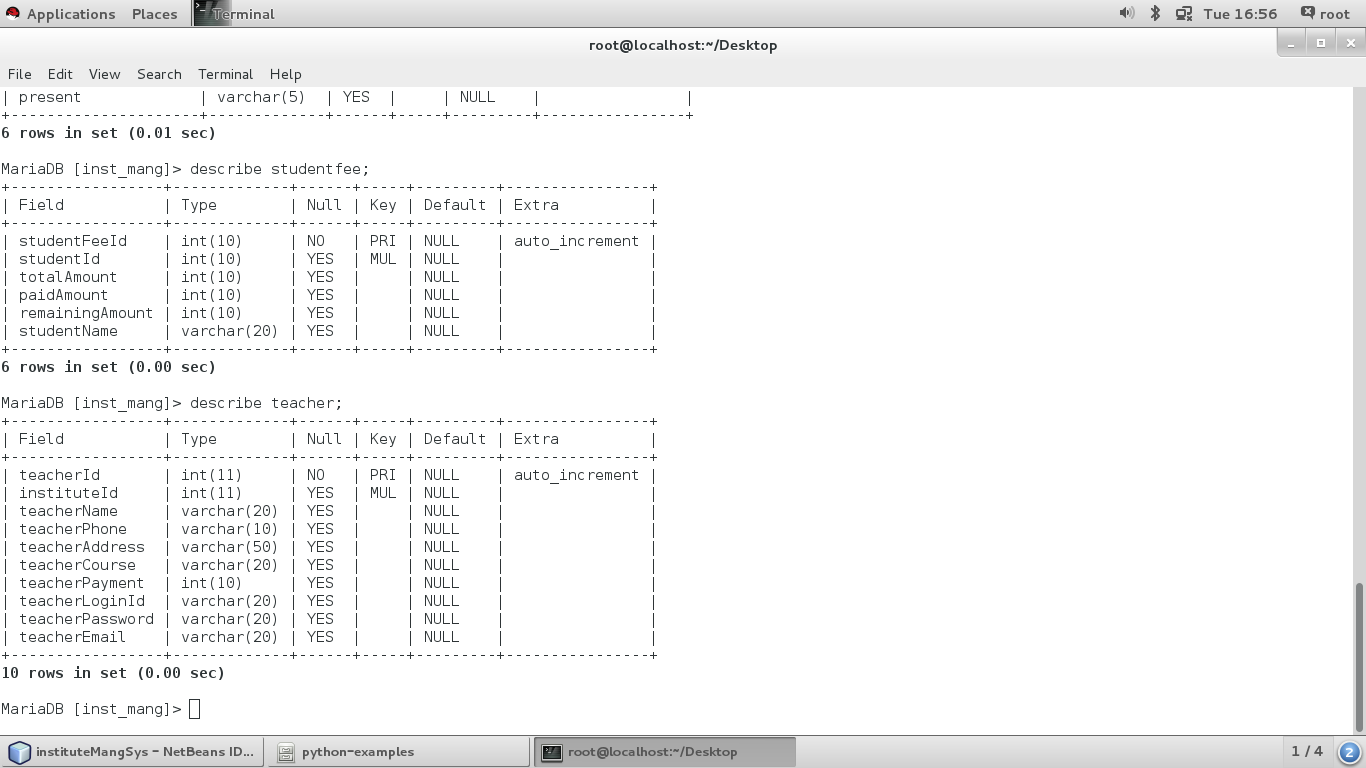 Applications Places Terminal Tue 16:56 root
root@localhost:~/Desktop
File Edit View Search Terminal Help
| present             | varchar(5)  | YES  |     | NULL    |                |
+---------------------+-------------+------+-----+---------+----------------+
6 rows in set (0.01 sec)
MariaDB [inst_mang]> describe studentfee;
+-----------------+-------------+------+-----+---------+----------------+
| Field           | Type        | Null | Key | Default | Extra          |
+-----------------+-------------+------+-----+---------+----------------+
| studentFeeId    | int(10)     | NO   | PRI | NULL    | auto_increment |
| studentId       | int(10)     | YES  | MUL | NULL    |                |
| totalAmount     | int(10)     | YES  |     | NULL    |                |
| paidAmount      | int(10)     | YES  |     | NULL    |                |
| remainingAmount | int(10)     | YES  |     | NULL    |                |
| studentName     | varchar(20) | YES  |     | NULL    |                |
+-----------------+-------------+------+-----+---------+----------------+
6 rows in set (0.00 sec)
MariaDB [inst_mang]> describe teacher;
+-----------------+-------------+------+-----+---------+----------------+
| Field           | Type        | Null | Key | Default | Extra          |
+-----------------+-------------+------+-----+---------+----------------+
| teacherId       | int(11)     | NO   | PRI | NULL    | auto_increment |
| instituteId     | int(11)     | YES  | MUL | NULL    |                |
| teacherName     | varchar(20) | YES  |     | NULL    |                |
| teacherPhone    | varchar(10) | YES  |     | NULL    |                |
| teacherAddress  | varchar(50) | YES  |     | NULL    |                |
| teacherCourse   | varchar(20) | YES  |     | NULL    |                |
| teacherPayment  | int(10)     | YES  |     | NULL    |                |
| teacherLoginId  | varchar(20) | YES  |     | NULL    |                |
| teacherPassword | varchar(20) | YES  |     | NULL    |                |
| teacherEmail    | varchar(20) | YES  |     | NULL    |                |
+-----------------+-------------+------+-----+---------+----------------+
10 rows in set (0.00 sec)
MariaDB [inst_mang]>
instituteMangSys – NetBeans ID... python-examples root@localhost:~/Desktop 1 / 4 2